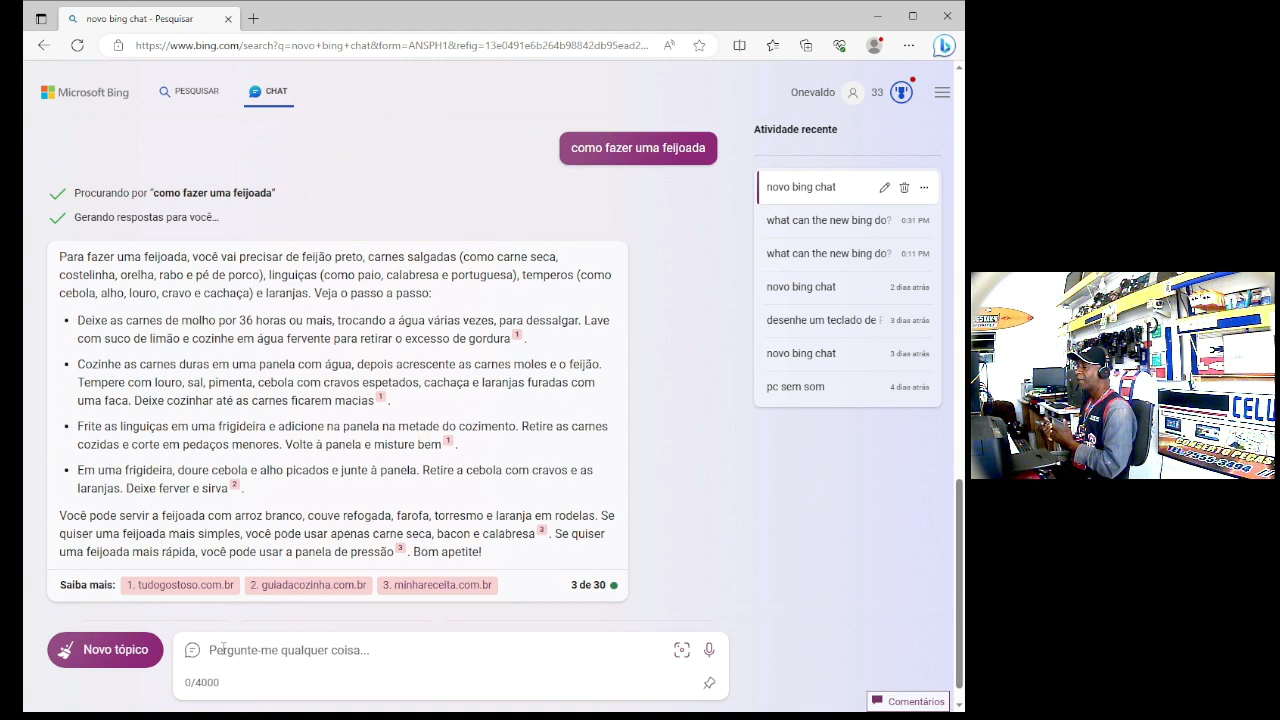 novo bing chat - Pesquisar
https://www.bing.com/search?q=novo+bing+chat&form=ANSPH1&refig=13e0491e6b264b98842db95ead2...
Microsoft Bing
PESQUISAR
CHAT
Onevaldo
33
como fazer uma feijoada
Procurando por “como fazer uma feijoada”
Gerando respostas para você...
Para fazer uma feijoada, você vai precisar de feijão preto, carnes salgadas (como carne seca,
costelinha, orelha, rabo e pé de porco), linguiças (como paio, calabresa e portuguesa), temperos (como
cebola, alho, louro, cravo e cachaça) e laranjas. Veja o passo a passo:
• Deixe as carnes de molho por 36 horas ou mais, trocando a água várias vezes, para dessalgar. Lave
com suco de limão e cozinhe em água fervente para retirar o excesso de gordura 1 .
• Cozinhe as carnes duras em uma panela com água, depois acrescente as carnes moles e o feijão.
Tempere com louro, sal, pimenta, cebola com cravos espetados, cachaça e laranjas furadas com
uma faca. Deixe cozinhar até as carnes ficarem macias 1 .
• Frite as linguiças em uma frigideira e adicione na panela na metade do cozimento. Retire as carnes
cozidas e corte em pedaços menores. Volte à panela e misture bem 1 .
• Em uma frigideira, doure cebola e alho picados e junte à panela. Retire a cebola com cravos e as
laranjas. Deixe ferver e sirva 2 .
Você pode servir a feijoada com arroz branco, couve refogada, farofa, torresmo e laranja em rodelas. Se
quiser uma feijoada mais simples, você pode usar apenas carne seca, bacon e calabresa 3 . Se quiser
uma feijoada mais rápida, você pode usar a panela de pressão 3 . Bom apetite!
Saiba mais: 1. tudogostoso.com.br 2. guiadacozinha.com.br 3. minhareceita.com.br 3 de 30
Novo tópico
Pergunte-me qualquer coisa...
0/4000
Atividade recente
novo bing chat
what can the new bing do? 0:31 PM
what can the new bing do? 0:11 PM
novo bing chat 2 dias atrás
desenhe um teclado de 3 dias atrás
novo bing chat 3 dias atrás
pc sem som 4 dias atrás
Comentários
CELU